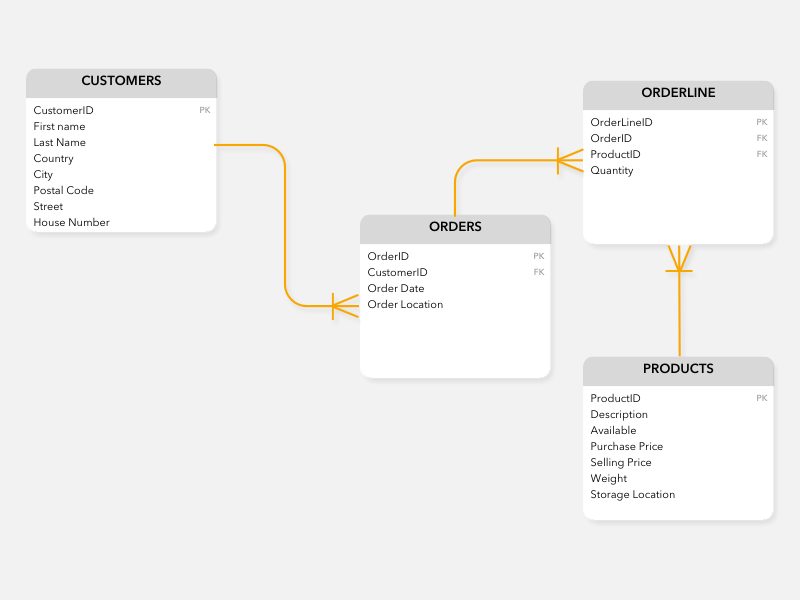 CUSTOMERS
CustomerID PK
First name
Last Name
Country
City
Postal Code
Street
House Number
ORDERS
OrderID PK
CustomerID FK
Order Date
Order Location
ORDERLINE
OrderLineID PK
OrderID FK
ProductID FK
Quantity
PRODUCTS
ProductID PK
Description
Available
Purchase Price
Selling Price
Weight
Storage Location